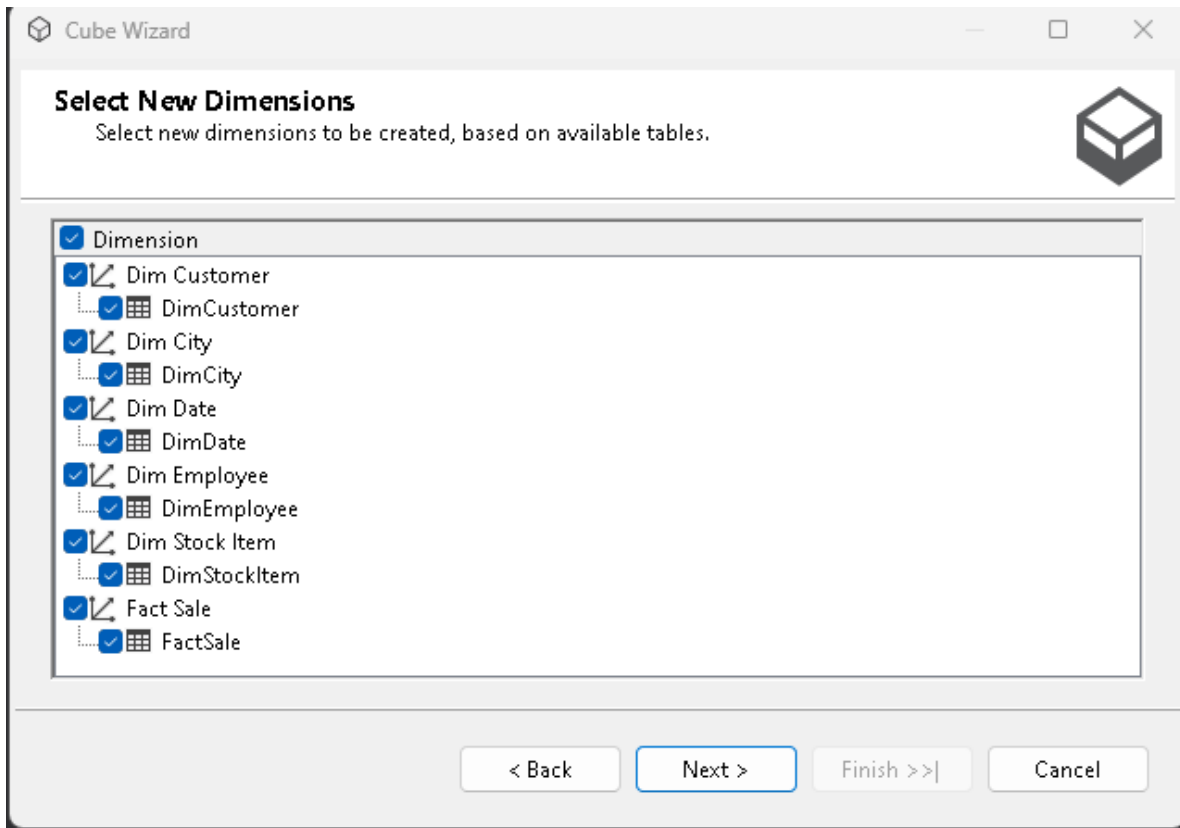 Cube Wizard
Select New Dimensions
Select new dimensions to be created, based on available tables.
Dimension
Dim Customer
DimCustomer
Dim City
DimCity
Dim Date
DimDate
Dim Employee
DimEmployee
Dim Stock Item
DimStockItem
Fact Sale
FactSale
< Back Next > Finish >>| Cancel